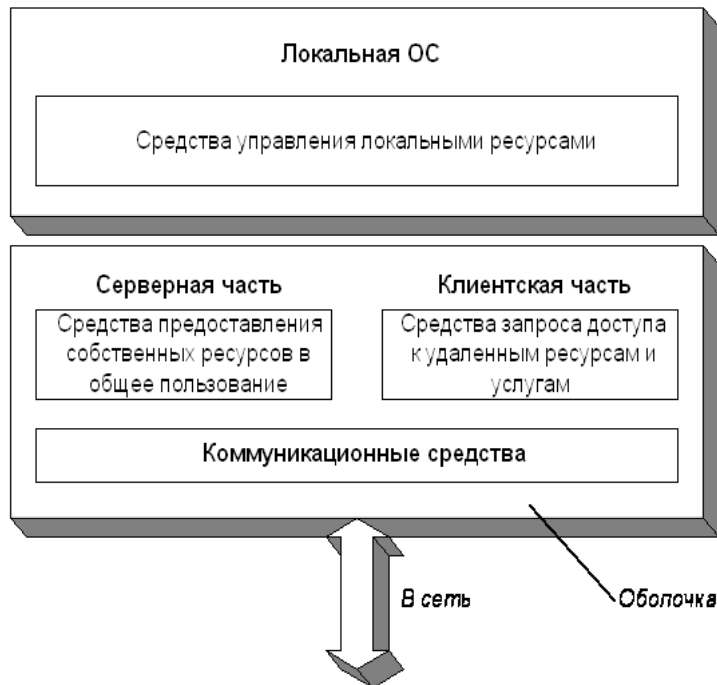 Локальная ОС
Средства управления локальными ресурсами
Серверная часть
Средства предоставления
собственных ресурсов в
общее пользование
Клиентская часть
Средства запроса доступа
к удаленным ресурсам и
услугам
Коммуникационные средства
В сеть
Оболочка